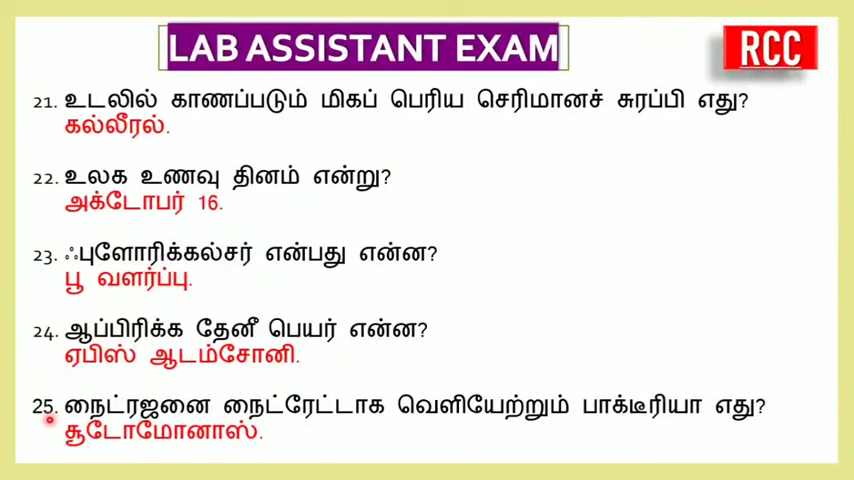 LAB ASSISTANT EXAM
RCC
21. உடலில் காணப்படும் மிகப் பெரிய செரிமானச் சுரப்பி எது?
கல்லீரல்.
22. உலக உணவு தினம் என்று?
அக்டோபர் 16.
23. ஃபுளோரிக்கல்சர் என்பது என்ன?
பூ வளர்ப்பு.
24. ஆப்பிரிக்க தேனீ பெயர் என்ன?
ஏபிஸ் ஆடம்சோனி.
25. நைட்ரஜனை நைட்ரேட்டாக வெளியேற்றும் பாக்டீரியா எது?
சூடோமோனாஸ்.